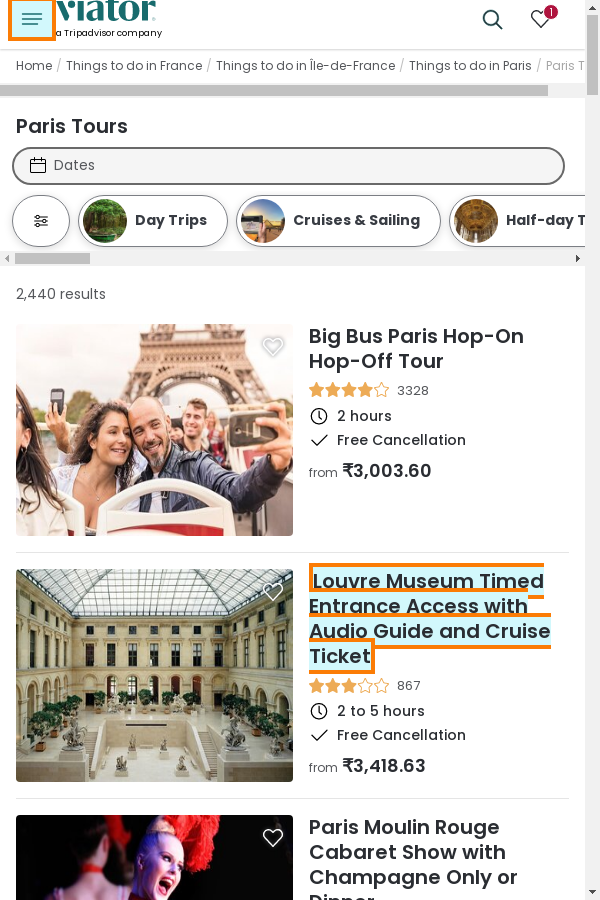 viator
a Tripadvisor company
1
Home / Things to do in France / Things to do in Île-de-France / Things to do in Paris / Paris T
Paris Tours
Dates
Day Trips
Cruises & Sailing
Half-day T
2,440 results
Big Bus Paris Hop-On
Hop-Off Tour
3328
2 hours
Free Cancellation
from ₹3,003.60
Louvre Museum Timed
Entrance Access with
Audio Guide and Cruise
Ticket
867
2 to 5 hours
Free Cancellation
from ₹3,418.63
Paris Moulin Rouge
Cabaret Show with
Champagne Only or
Dinner